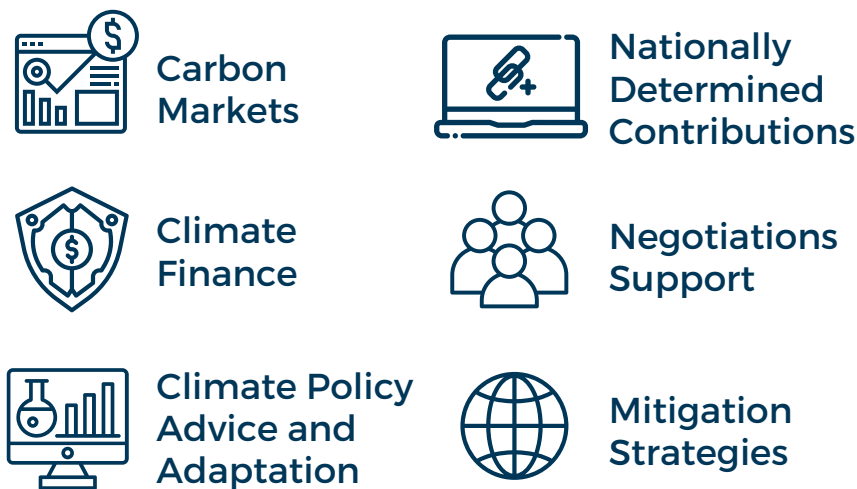 Carbon
Markets
Nationally
Determined
Contributions
Climate
Finance
Negotiations
Support
Climate Policy
Advice and
Adaptation
Mitigation
Strategies